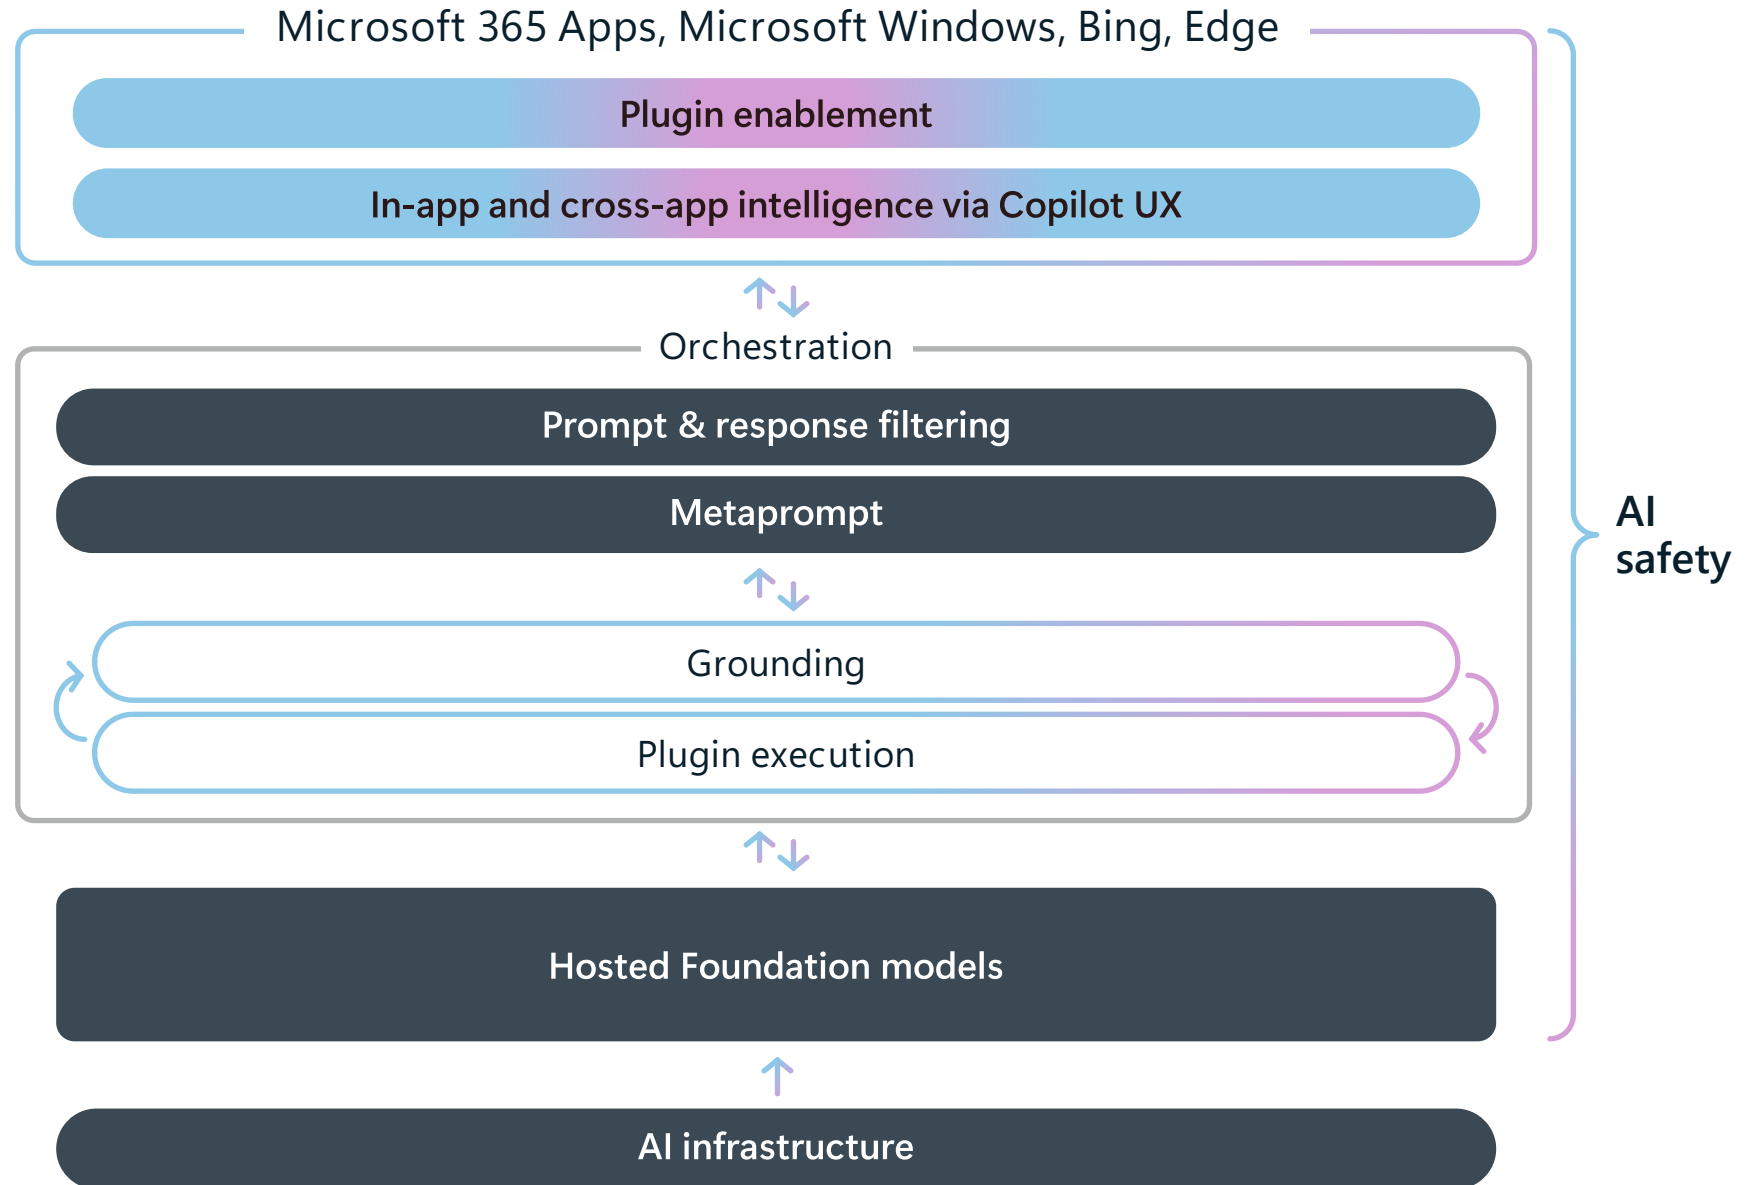 Microsoft 365 Apps, Microsoft Windows, Bing, Edge
Plugin enablement
In-app and cross-app intelligence via Copilot UX
Orchestration
Prompt & response filtering
Metaprompt
Grounding
Plugin execution
Hosted Foundation models
AI infrastructure
AI
safety